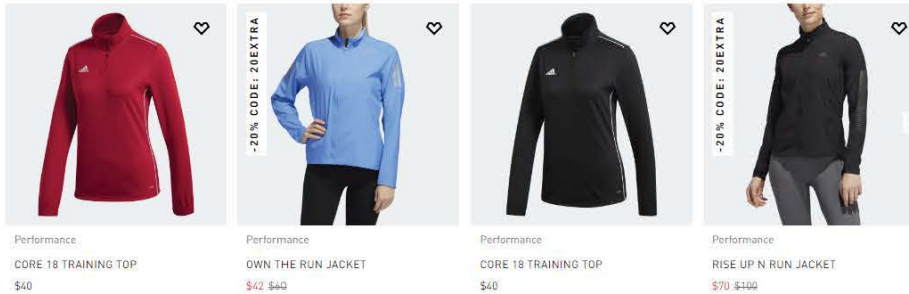 -20% CODE: 20EXTRA
-20% CODE: 20EXTRA
Performance
CORE 18 TRAINING TOP
$40
Performance
OWN THE RUN JACKET
$42 $60
Performance
CORE 18 TRAINING TOP
$40
Performance
RISE UP N RUN JACKET
$70 $100